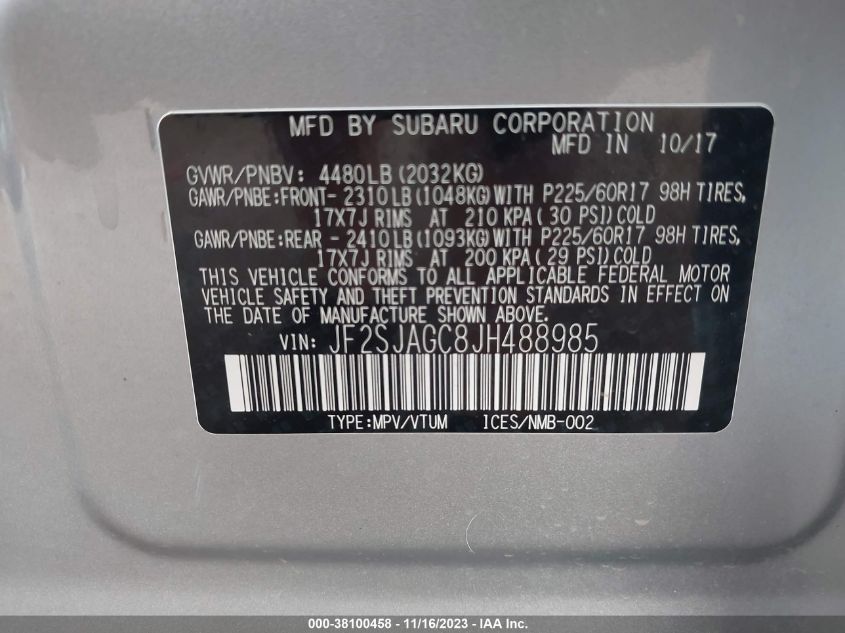 MFD BY SUBARU CORPORATION
MFD IN 10/17
GVWR/PNBV: 4480LB(2032KG)
GAWR/PNBE:FRONT- 2310LB(1048KG)WITH P225/60R17 98H TIRES,
17X7J RIMS AT 210 KPA(30 PSI)COLD
GAWR/PNBE:REAR - 2410LB(1093KG)WITH P225/60R17 98H TIRES,
17X7J RIMS AT 200 KPA(29 PSI)COLD
THIS VEHICLE CONFORMS TO ALL APPLICABLE FEDERAL MOTOR
VEHICLE SAFETY AND THEFT PREVENTION STANDARDS IN EFFECT ON
THE DATE OF MANUFACTURE SHOWN ABOVE.
VIN: JF2SJAGC8JH488985
TYPE:MPV/VTUM ICES/NMB-002
000-38100458 - 11/16/2023 - IAA Inc.